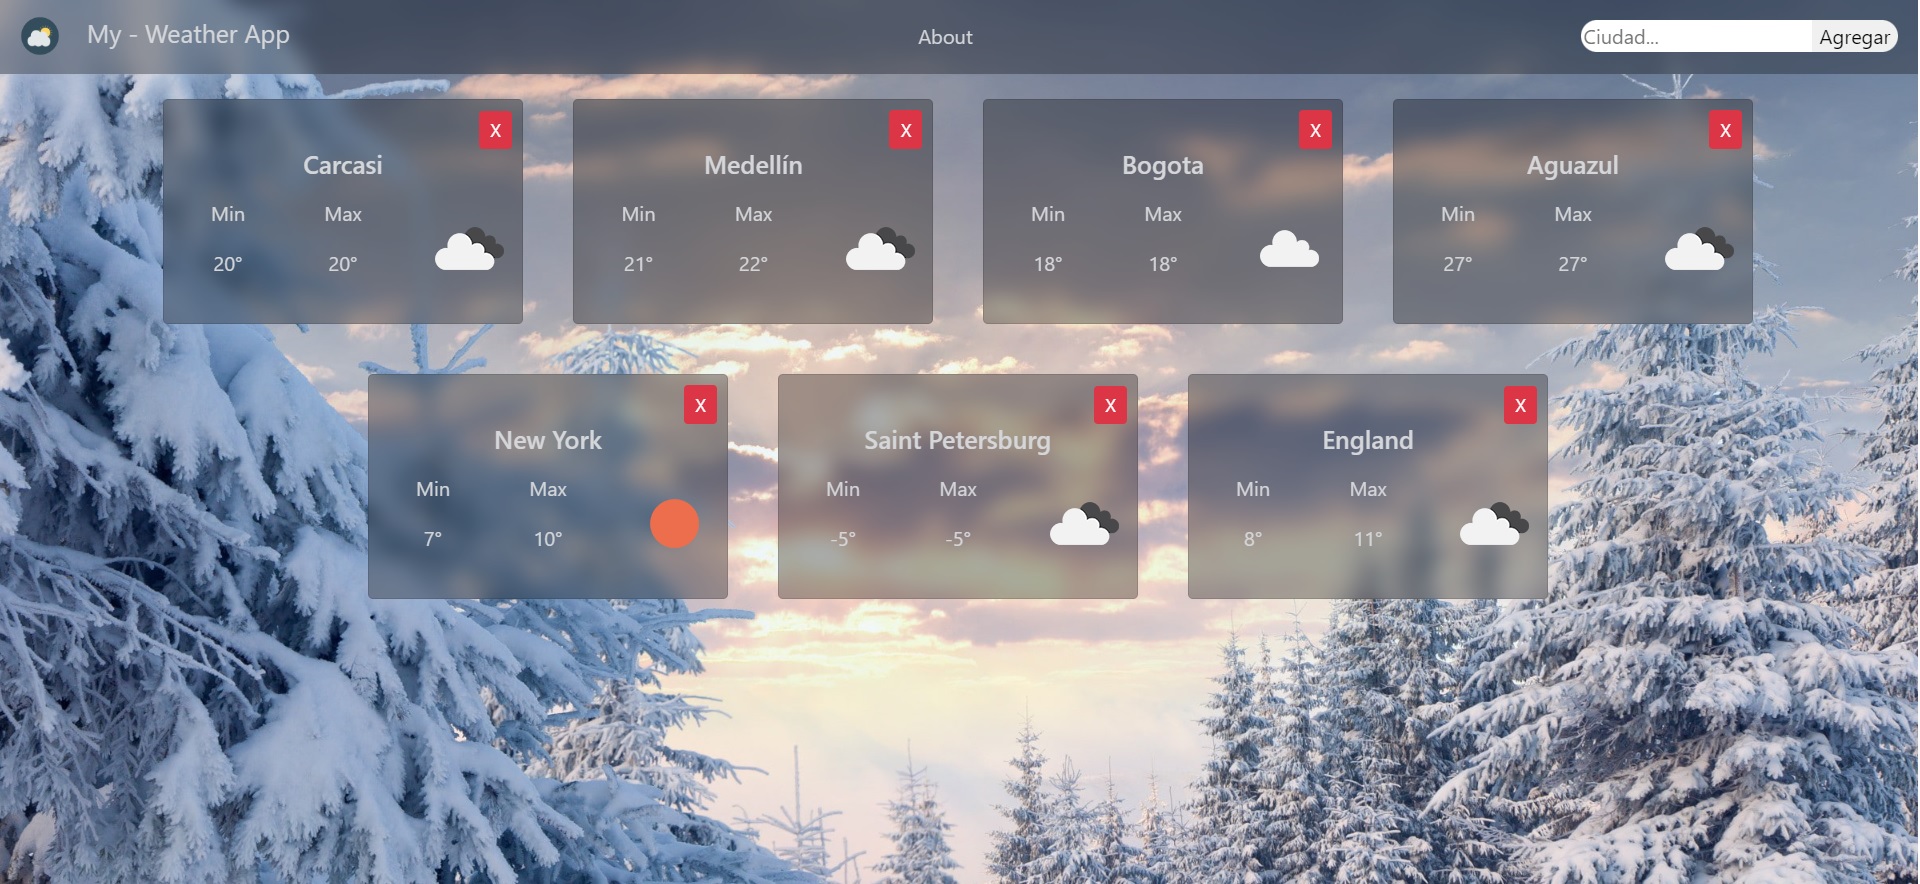 My - Weather App
About
Ciudad...
Agregar
X
Carcasi
Min Max
20° 20°
X
Medellín
Min Max
21° 22°
X
Bogota
Min Max
18° 18°
X
Aguazul
Min Max
27° 27°
X
New York
Min Max
7° 10°
X
Saint Petersburg
Min Max
-5° -5°
X
England
Min Max
8° 11°